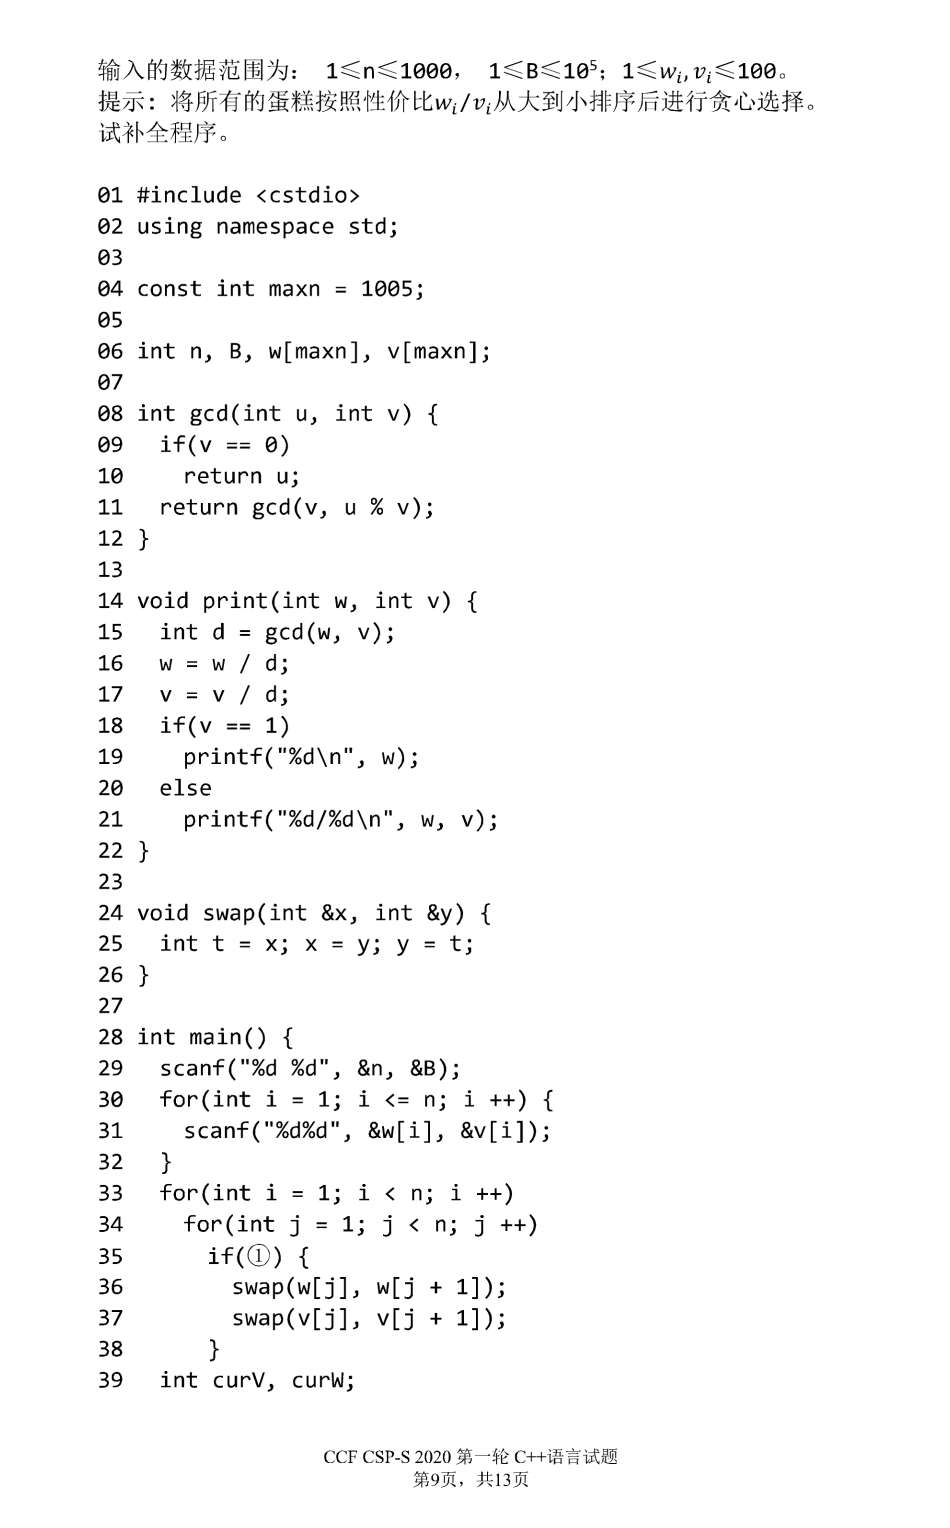 输入的数据范围为： 1≤n≤1000， 1≤B≤10⁵；1≤wᵢ,vᵢ≤100。
提示：将所有的蛋糕按照性价比wᵢ/vᵢ从大到小排序后进行贪心选择。
试补全程序。
01 #include <cstdio>
02 using namespace std;
03
04 const int maxn = 1005;
05
06 int n, B, w[maxn], v[maxn];
07
08 int gcd(int u, int v) {
09   if(v == 0)
10     return u;
11   return gcd(v, u % v);
12 }
13
14 void print(int w, int v) {
15   int d = gcd(w, v);
16   w = w / d;
17   v = v / d;
18   if(v == 1)
19     printf("%d\n", w);
20   else
21     printf("%d/%d\n", w, v);
22 }
23
24 void swap(int &x, int &y) {
25   int t = x; x = y; y = t;
26 }
27
28 int main() {
29   scanf("%d %d", &n, &B);
30   for(int i = 1; i <= n; i ++) {
31     scanf("%d%d", &w[i], &v[i]);
32   }
33   for(int i = 1; i < n; i ++)
34     for(int j = 1; j < n; j ++)
35       if(①) {
36         swap(w[j], w[j + 1]);
37         swap(v[j], v[j + 1]);
38       }
39   int curV, curW;
CCF CSP-S 2020 第一轮 C++语言试题
第9页，共13页